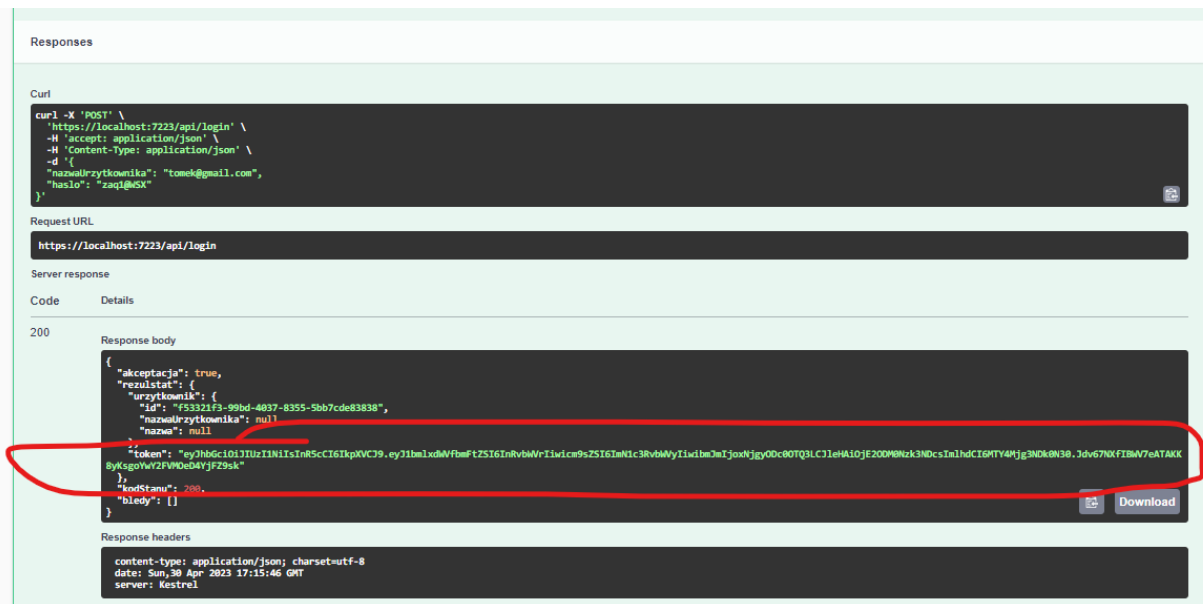 Responses
Curl
curl -X 'POST' \
'https://localhost:7223/api/login' \
-H 'accept: application/json' \
-H 'Content-Type: application/json' \
-d '{
"nazwaUrzytkownika": "tomek@gmail.com",
"haslo": "zaq1@WSX"
}'
Request URL
https://localhost:7223/api/login
Server response
Code Details
200
Response body
{
"akceptacja": true,
"rezulstat": {
"urzytkownik": {
"id": "f53321f3-99bd-4037-8355-5bb7cde83838",
"nazwaUrzytkownika": null
"nazwa": null
},
"token":
},
"kodStanu": 200,
"bledy": []
}
Download
Response headers
content-type: application/json; charset=utf-8
date: Sun,30 Apr 2023 17:15:46 GMT
server: Kestrel